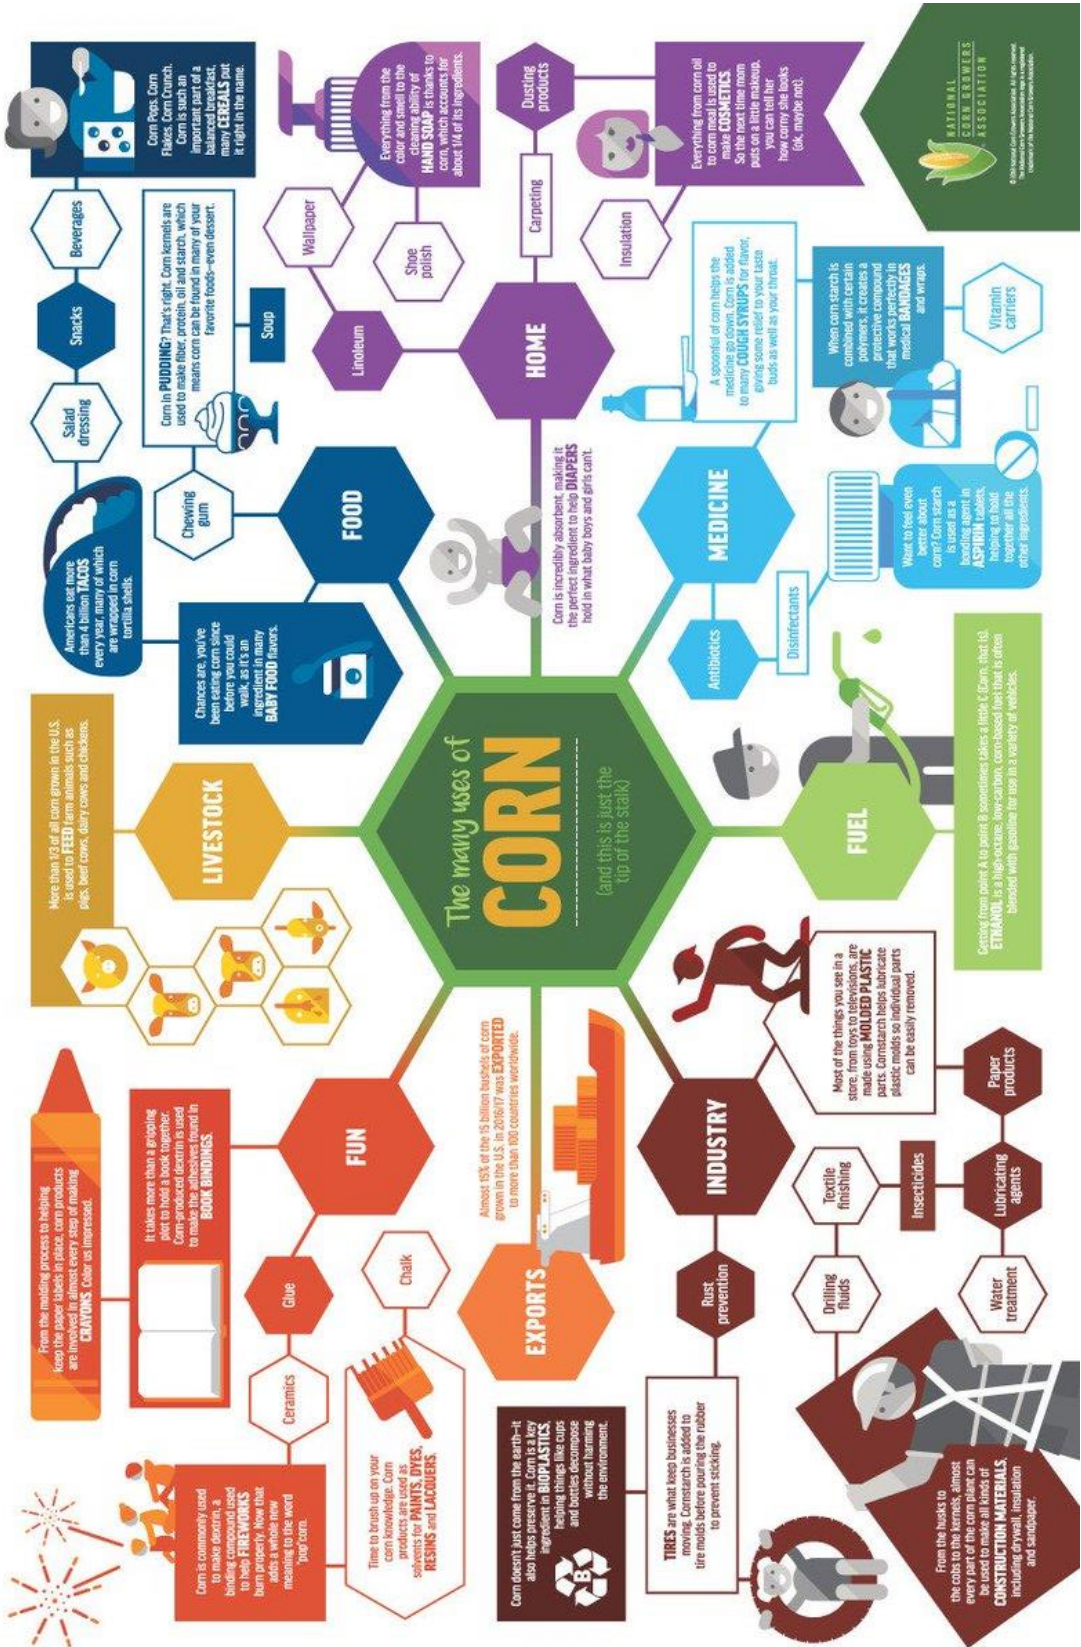 The many uses of
CORN
(and this is just the
tip of the stalk)
FUN
It takes more than a gripping
plot to hold a book together.
Corn-produced dextrin is used
to make the adhesives found in
BOOK BINDINGS.
From the molding process to helping
keep the paper labels in place, corn products
are involved in almost every step of making
CRAYONS. Color us impressed.
Glue
Ceramics
Corn is commonly used
to make dextrin, a
binding compound used
to help FIREWORKS
burn properly. Now that
adds a whole new
meaning to the word
"pop"corn.
Time to brush up on your
corn knowledge. Corn
products are used as
solvents for PAINTS, DYES,
RESINS and LACQUERS.
Chalk
LIVESTOCK
More than 1/3 of all corn grown in the U.S.
is used to FEED farm animals such as
pigs, beef cows, dairy cows and chickens.
FOOD
Chances are, you've
been eating corn since
before you could
walk, as it's an
ingredient in many
BABY FOOD flavors.
Americans eat more
than 4 billion TACOS
every year, many of which
are wrapped in corn
tortilla shells.
Salad
dressing
Snacks
Beverages
Corn Pops. Corn
Flakes. Corn Crunch.
Corn is such an
important part of a
balanced breakfast,
many CEREALS put
it right in the name.
Chewing
gum
Corn in PUDDING? That's right. Corn kernels are
used to make fiber, protein, oil and starch, which
means corn can be found in many of your
favorite foods–even dessert.
Soup
EXPORTS
Almost 15% of the 15 billion bushels of corn
grown in the U.S. in 2016/17 was EXPORTED
to more than 100 countries worldwide.
HOME
Corn is incredibly absorbent, making it
the perfect ingredient to help DIAPERS
hold in what baby boys and girls can't.
Linoleum
Wallpaper
Shoe
polish
Everything from the
color and smell to the
cleaning ability of
HAND SOAP is thanks to
corn, which accounts for
about 1/4 of its ingredients.
Carpeting
Dusting
products
Everything from corn oil
to corn meal is used to
make COSMETICS
So the next time mom
puts on a little makeup,
you can tell her
how corny she looks
(ok, maybe not).
Insulation
INDUSTRY
Rust
prevention
TIRES are what keep businesses
moving. Cornstarch is added to
tire molds before pouring the rubber
to prevent sticking.
Corn doesn't just come from the earth–it
also helps preserve it. Corn is a key
ingredient in BIOPLASTICS,
helping things like cups
and bottles decompose
without harming
the environment.
B
Most of the things you see in a
store, from toys to televisions, are
made using MOLDED PLASTIC
parts. Cornstarch helps lubricate
plastic molds so individual parts
can be easily removed.
Paper
products
Lubricating
agents
Water
treatment
Insecticides
Textile
finishing
Drilling
fluids
From the husks to
the cobs to the kernels, almost
every part of the corn plant can
be used to make all kinds of
CONSTRUCTION MATERIALS,
including drywall, insulation
and sandpaper.
FUEL
Getting from point A to point B sometimes takes a little C (Corn, that is).
ETHANOL is a high-octane, low-carbon, corn-based fuel that is often
blended with gasoline for use in a variety of vehicles.
MEDICINE
Antibiotics
Disinfectants
Want to feel even
better about
corn? Corn starch
is used as a
bonding agent in
ASPIRIN tablets,
helping to hold
together all the
other ingredients.
A spoonful of corn helps the
medicine go down. Corn is added
to many COUGH SYRUPS for flavor,
giving some relief to your taste
buds as well as your throat.
When corn starch is
combined with certain
polymers, it creates a
protective compound
that works perfectly in
medical BANDAGES
and wraps.
Vitamin
carriers
NATIONAL
CORN GROWERS
ASSOCIATION